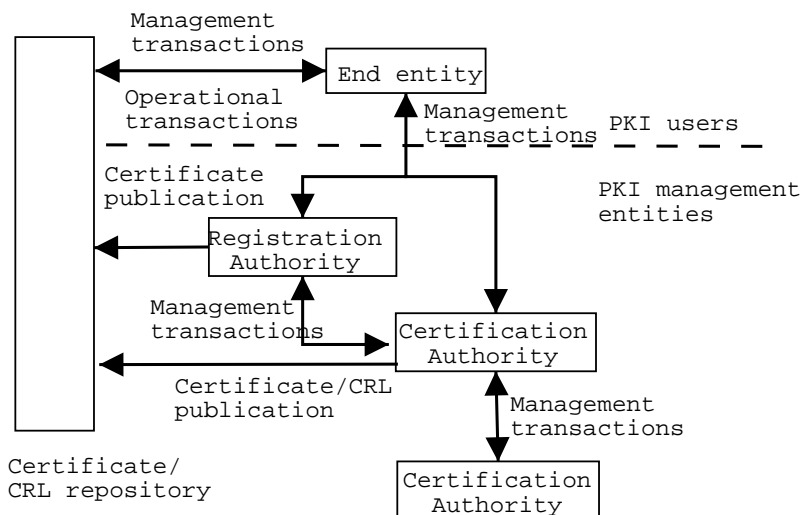 Management
transactions
End entity
Operational
transactions
Management
transactions
PKI users
Certificate
publication
PKI management
entities
Registration
Authority
Management
transactions
Certification
Authority
Certificate/CRL
publication
Management
transactions
Certificate/
CRL repository
Certification
Authority